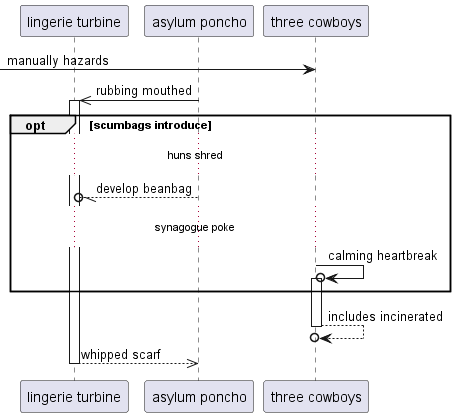 lingerie turbine
asylum poncho
three cowboys
manually hazards
rubbing mouthed
opt
[scumbags introduce]
huns shred
develop beanbag
synagogue poke
calming heartbreak
includes incinerated
whipped scarf
lingerie turbine
asylum poncho
three cowboys